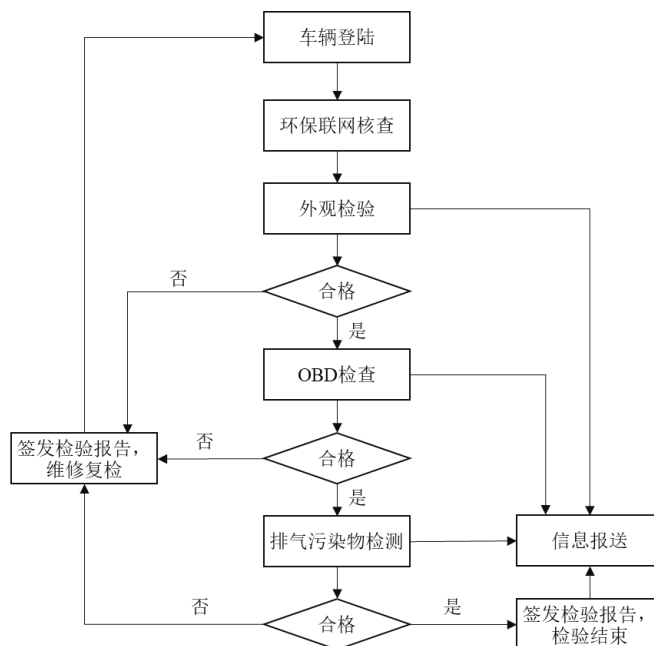 车辆登陆
环保联网核查
外观检验
否
合格
是
OBD检查
签发检验报告，
维修复检
否
合格
是
排气污染物检测
信息报送
否
合格
是
签发检验报告，
检验结束